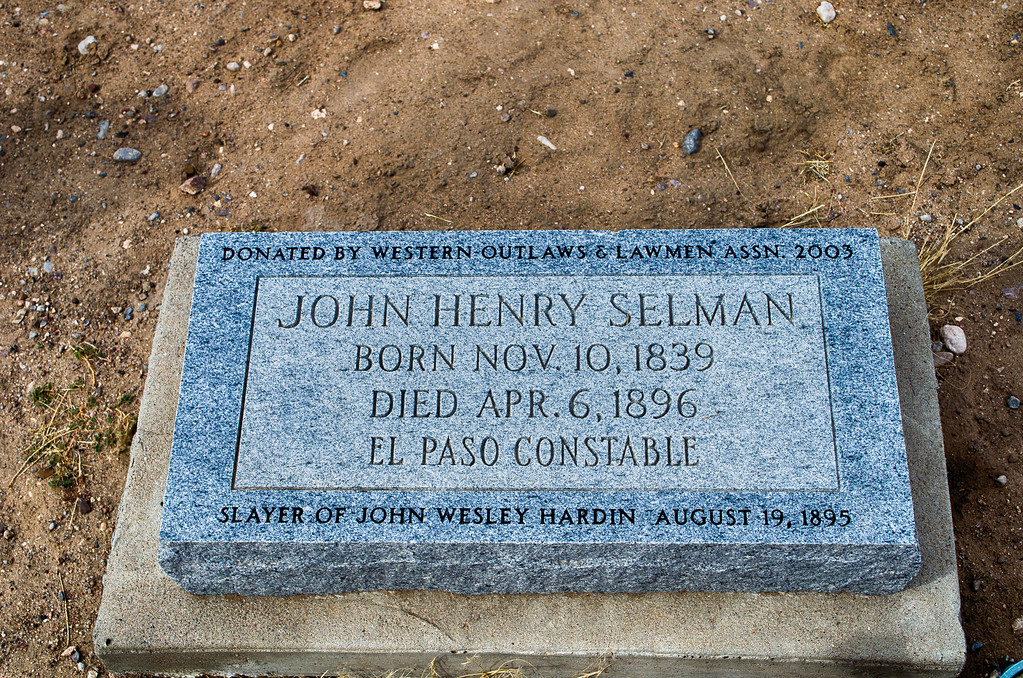 DONATED BY WESTERN OUTLAWS & LAWMEN ASSN. 2003
JOHN HENRY SELMAN
BORN NOV. 10, 1839
DIED APR. 6, 1896
EL PASO CONSTABLE
SLAYER OF JOHN WESLEY HARDIN AUGUST 19, 1895